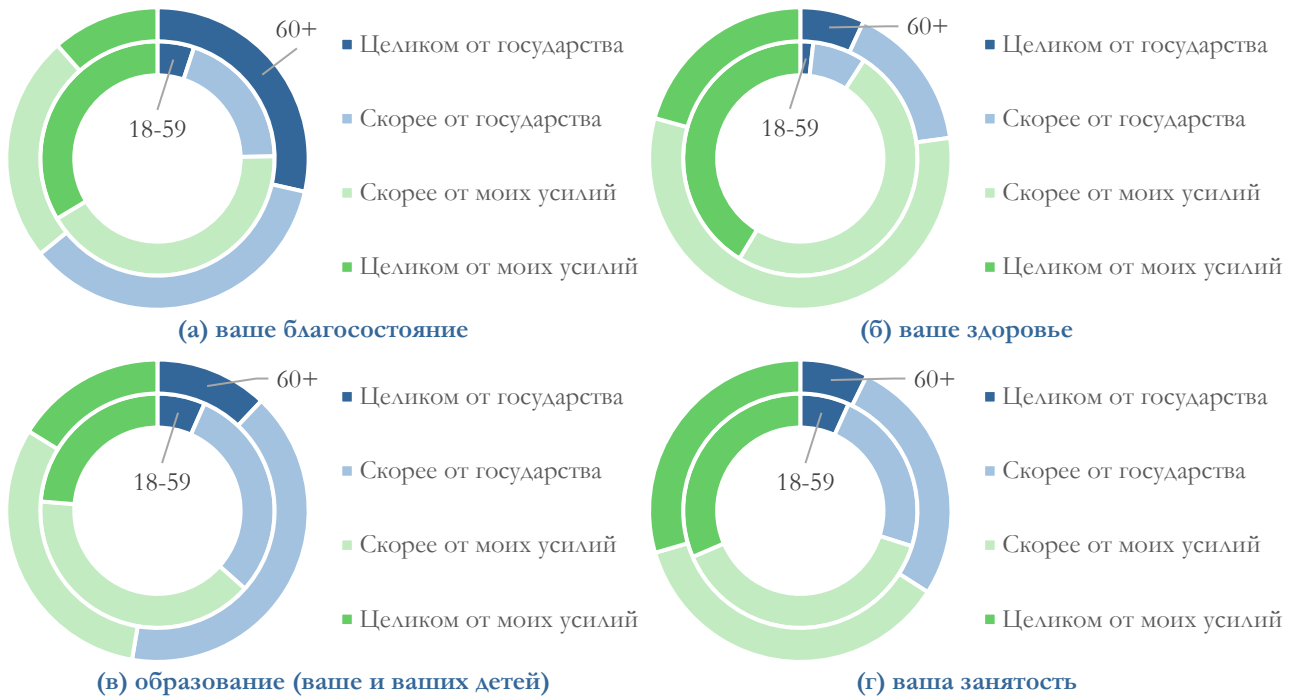 60+
18-59
Целиком от государства
Скорее от государства
Скорее от моих усилий
Целиком от моих усилий
(а) ваше благосостояние
60+
18-59
Целиком от государства
Скорее от государства
Скорее от моих усилий
Целиком от моих усилий
(б) ваше здоровье
60+
18-59
Целиком от государства
Скорее от государства
Скорее от моих усилий
Целиком от моих усилий
(в) образование (ваше и ваших детей)
60+
18-59
Целиком от государства
Скорее от государства
Скорее от моих усилий
Целиком от моих усилий
(г) ваша занятость